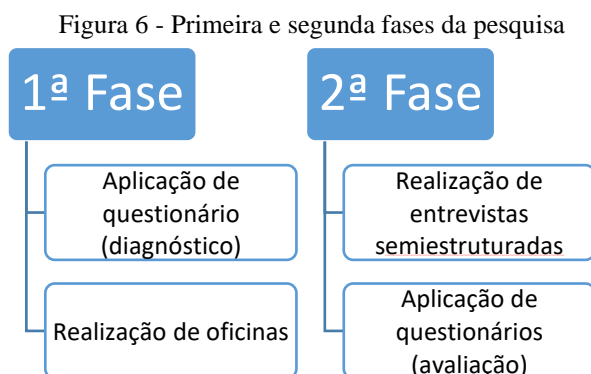 Figura 6 - Primeira e segunda fases da pesquisa
1ª Fase
Aplicação de
questionário
(diagnóstico)
Realização de oficinas
2ª Fase
Realização de
entrevistas
semiestruturadas
Aplicação de
questionários
(avaliação)